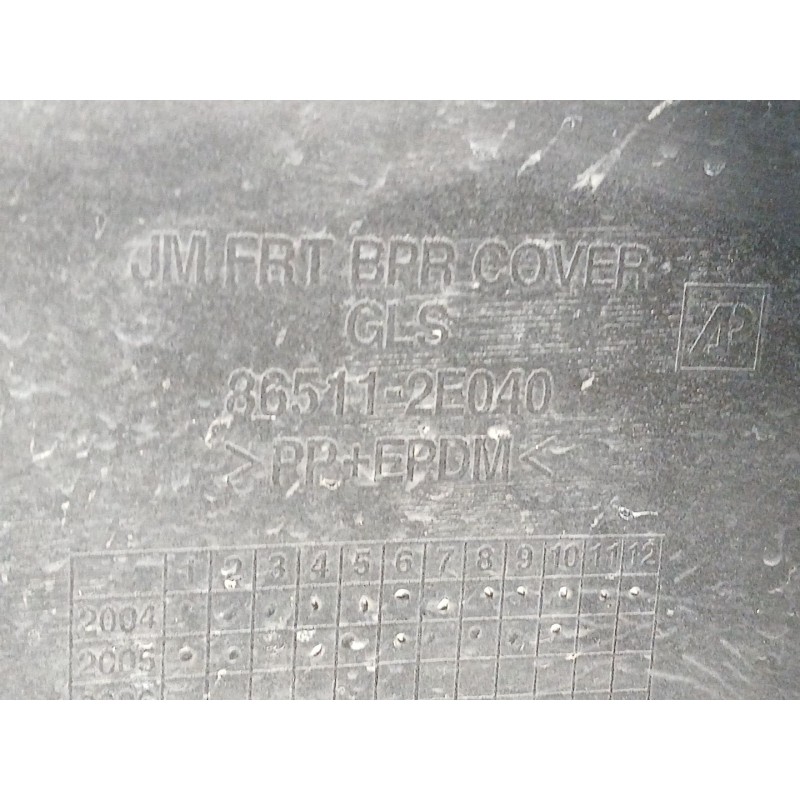 JM FRT BPR COVER
GLS
AP
86511-2E040
>PP+EPDM<
1 2 3 4 5 6 7 8 9 10 11 12
2004
2005